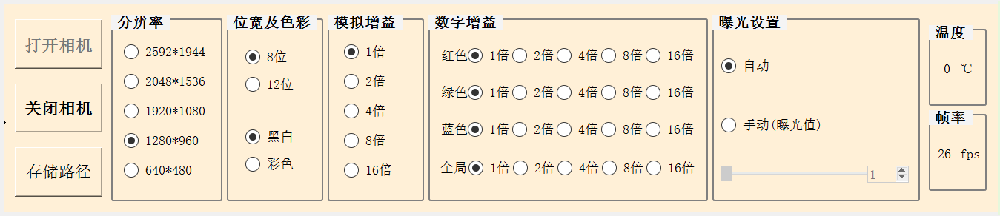 打开相机
关闭相机
存储路径
分辨率
2592*1944
2048*1536
1920*1080
1280*960
640*480
位宽及色彩
8位
12位
黑白
彩色
模拟增益
1倍
2倍
4倍
8倍
16倍
数字增益
红色 1倍 2倍 4倍 8倍 16倍
绿色 1倍 2倍 4倍 8倍 16倍
蓝色 1倍 2倍 4倍 8倍 16倍
全局 1倍 2倍 4倍 8倍 16倍
曝光设置
自动
手动(曝光值)
1
温度
0 ℃
帧率
26 fps